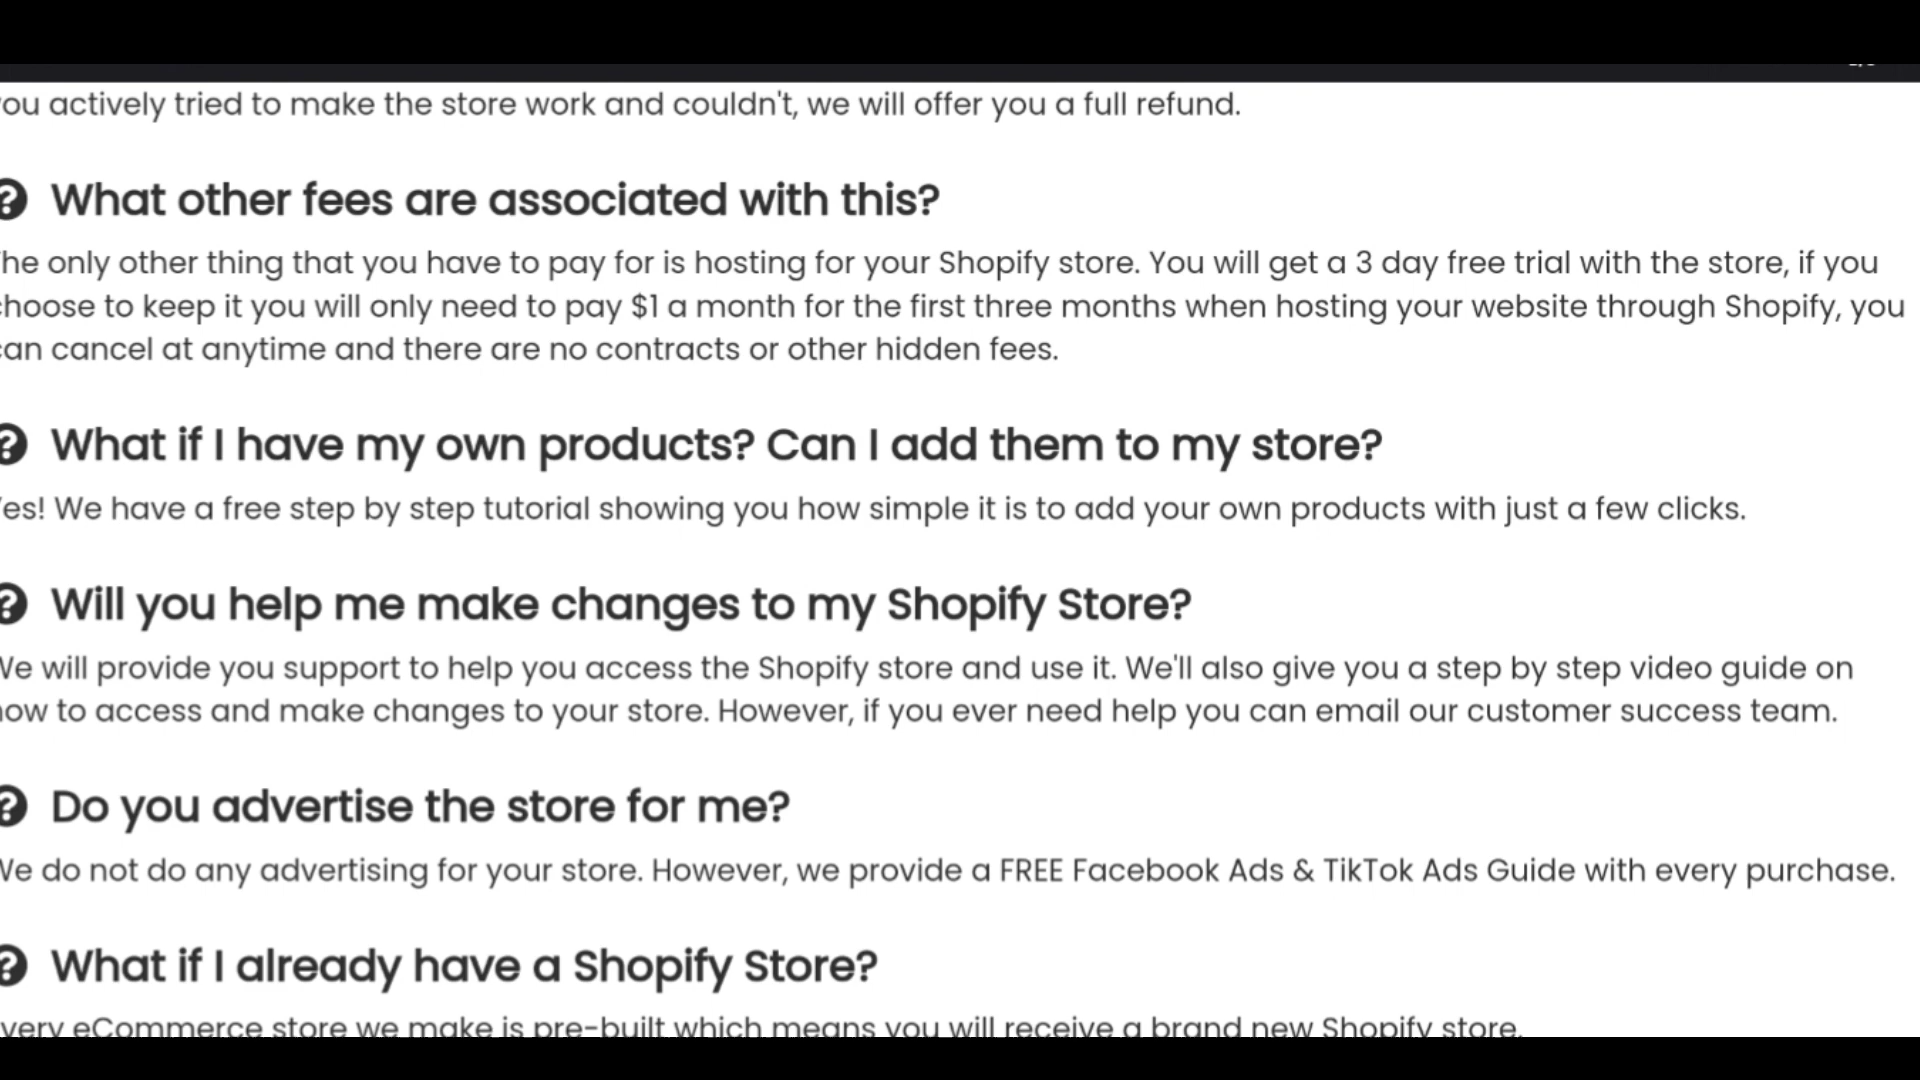 ou actively tried to make the store work and couldn't, we will offer you a full refund.
What other fees are associated with this?
he only other thing that you have to pay for is hosting for your Shopify store. You will get a 3 day free trial with the store, if you
hoose to keep it you will only need to pay $1 a month for the first three months when hosting your website through Shopify, you
an cancel at anytime and there are no contracts or other hidden fees.
What if I have my own products? Can I add them to my store?
es! We have a free step by step tutorial showing you how simple it is to add your own products with just a few clicks.
Will you help me make changes to my Shopify Store?
We will provide you support to help you access the Shopify store and use it. We'll also give you a step by step video guide on
how to access and make changes to your store. However, if you ever need help you can email our customer success team.
Do you advertise the store for me?
We do not do any advertising for your store. However, we provide a FREE Facebook Ads & TikTok Ads Guide with every purchase.
What if I already have a Shopify Store?
very eCommerce store we make is pre-built which means you will receive a brand new Shopify store.